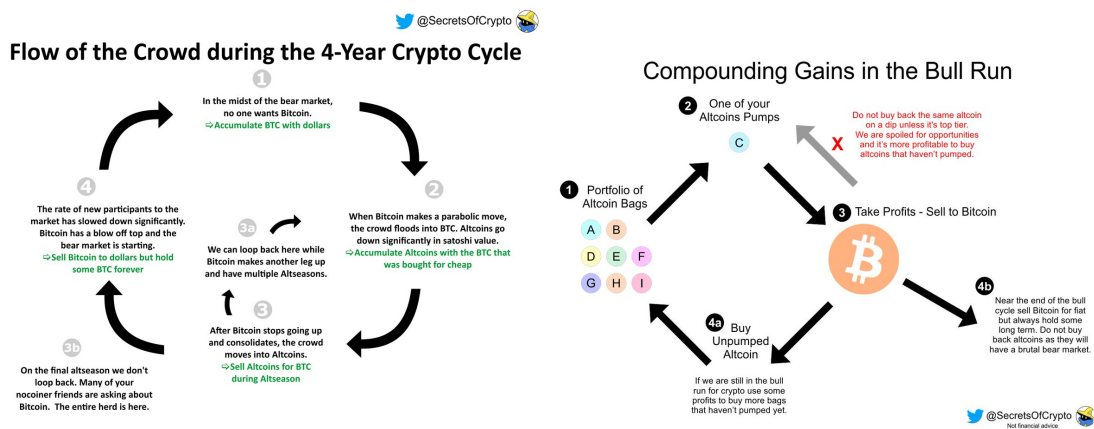 @SecretsOfCrypto
Flow of the Crowd during the 4-Year Crypto Cycle
1
In the midst of the bear market,
no one wants Bitcoin.
⇨Accumulate BTC with dollars
2
When Bitcoin makes a parabolic move,
the crowd floods into BTC. Altcoins go
down significantly in satoshi value.
⇨Accumulate Altcoins with the BTC that
was bought for cheap
3
After Bitcoin stops going up
and consolidates, the crowd
moves into Altcoins.
⇨Sell Altcoins for BTC
during Altseason
3a
We can loop back here while
Bitcoin makes another leg up
and have multiple Altseasons.
3b
On the final altseason we don't
loop back. Many of your
nocoiner friends are asking about
Bitcoin. The entire herd is here.
4
The rate of new participants to the
market has slowed down significantly.
Bitcoin has a blow off top and the
bear market is starting.
⇨Sell Bitcoin to dollars but hold
some BTC forever
Compounding Gains in the Bull Run
1
Portfolio of
Altcoin Bags
A B
D E F
G H I
2
One of your
Altcoins Pumps
C
Do not buy back the same altcoin
on a dip unless it's top tier.
We are spoiled for opportunities
and it's more profitable to buy
altcoins that haven't pumped.
X
3
Take Profits - Sell to Bitcoin
4a
Buy
Unpumped
Altcoin
If we are still in the bull
run for crypto use some
profits to buy more bags
that haven't pumped yet.
4b
Near the end of the bull
cycle sell Bitcoin for fiat
but always hold some
long term. Do not buy
back altcoins as they will
have a brutal bear market.
@SecretsOfCrypto
Not financial advice